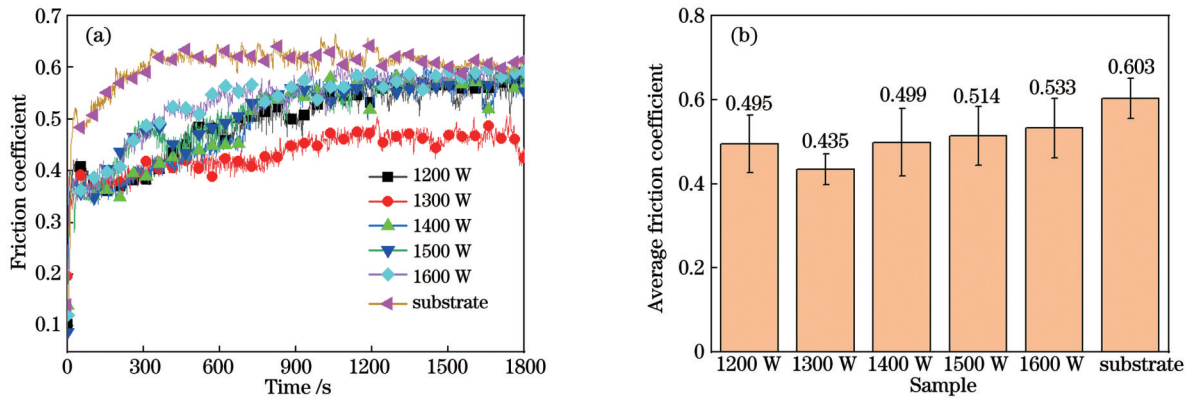 (a)
Friction coefficient
0.7
0.6
0.5
0.4
0.3
0.2
0.1
0 300 600 900 1200 1500 1800
Time /s
1200 W
1300 W
1400 W
1500 W
1600 W
substrate
(b)
Average friction coefficient
0.8
0.6
0.4
0.2
0
0.495
0.435
0.499
0.514
0.533
0.603
1200 W 1300 W 1400 W 1500 W 1600 W substrate
Sample